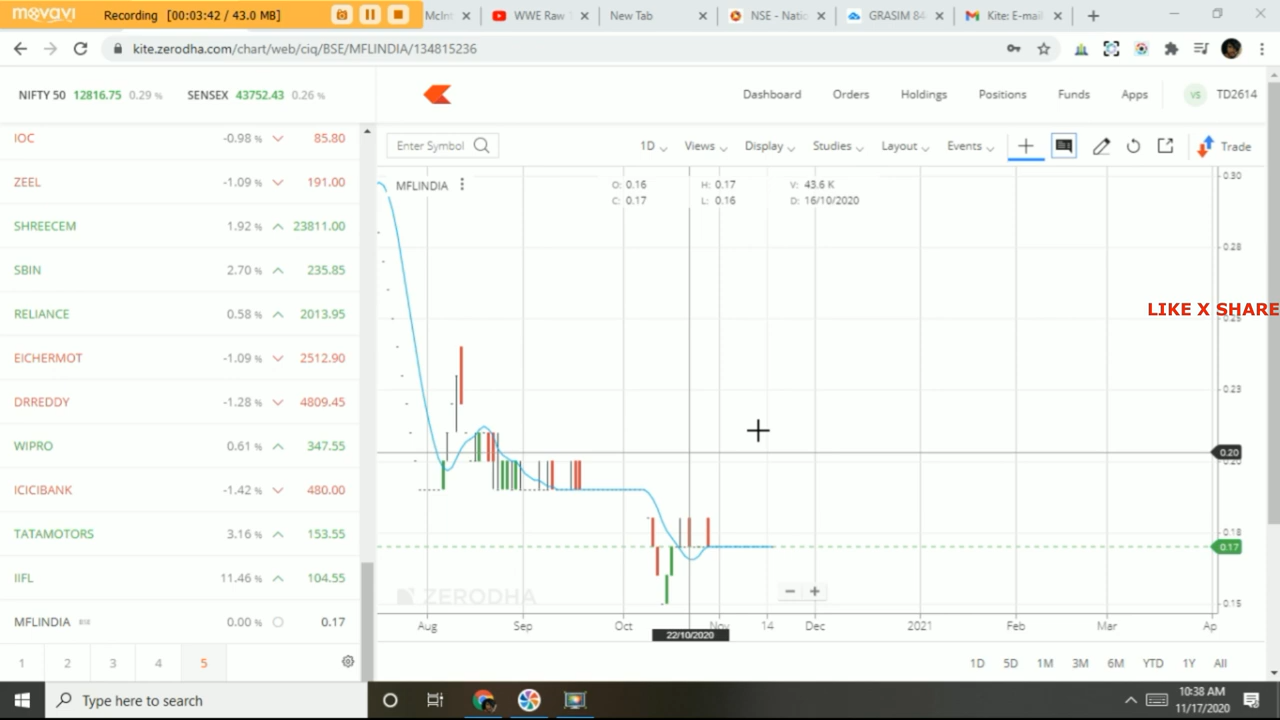 movavi Recording [00:03:42 / 43.0 MB] McInt WWE Raw New Tab NSE - Natio GRASIM 84 Kite: E-mail
kite.zerodha.com/chart/web/ciq/BSE/MFLINDIA/134815236
NIFTY 50 12816.75 0.29 % SENSEX 43752.43 0.26 %
Dashboard Orders Holdings Positions Funds Apps VS TD2614
IOC -0.98 % 85.80
ZEEL -1.09 % 191.00
SHREECEM 1.92 % 23811.00
SBIN 2.70 % 235.85
RELIANCE 0.58 % 2013.95
EICHERMOT -1.09 % 2512.90
DRREDDY -1.28 % 4809.45
WIPRO 0.61 % 347.55
ICICIBANK -1.42 % 480.00
TATAMOTORS 3.16 % 153.55
IIFL 11.46 % 104.55
MFLINDIA BSE 0.00 % 0.17
1 2 3 4 5
Enter Symbol 1D Views Display Studies Layout Events Trade
MFLINDIA O: 0.16 H: 0.17 V: 43.6 K
C: 0.17 L: 0.16 D: 16/10/2020
0.30
0.28
LIKE X SHARE
0.23
0.20
0.20
0.18
0.17
0.15
ZERODHA
Aug Sep Oct Nov 14 Dec 2021 Feb Mar Ap
22/10/2020
1D 5D 1M 3M 6M YTD 1Y All
Type here to search
10:38 AM
11/17/2020